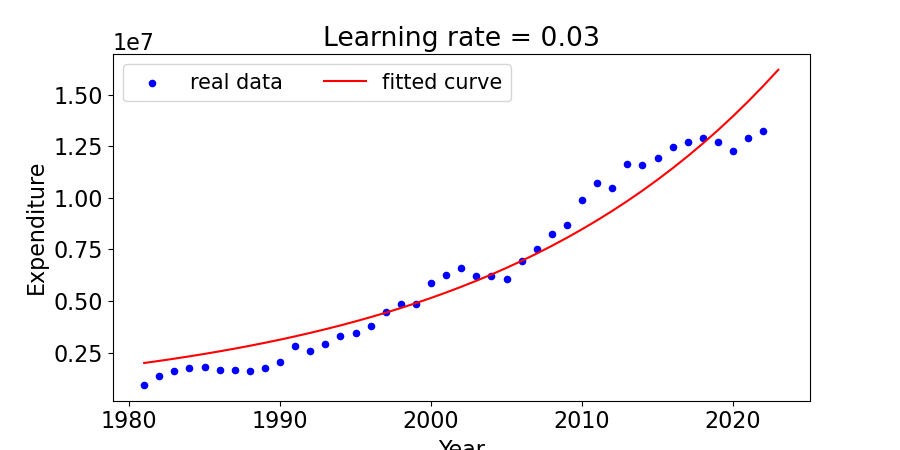 Learning rate = 0.03
1e7
real data
fitted curve
1.50
1.25
1.00
0.75
0.50
0.25
Expenditure
1980 1990 2000 2010 2020
Year